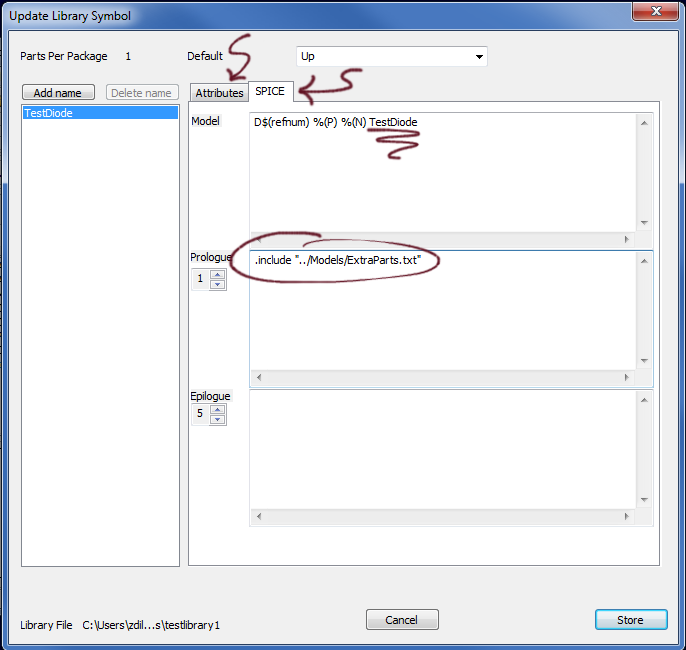 Update Library Symbol
Parts Per Package 1 Default Up
Add name Delete name Attributes SPICE
TestDiode
Model D$(refnum) %(P) %(N) TestDiode
Prologue .include "../Models/ExtraParts.txt"
1
Epilogue
5
Library File C:\Users\zdil...s\testlibrary1 Cancel Store